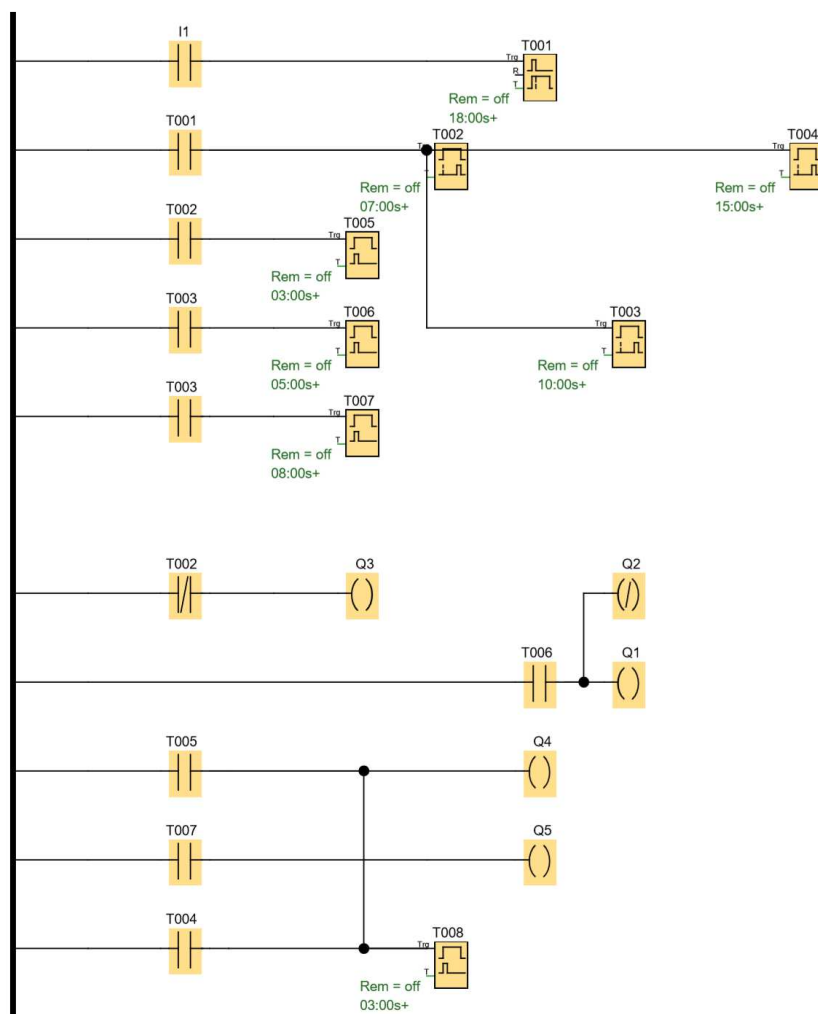 I1
T001
Trg
R
T
Rem = off
18:00s+
T001
T002
T004
Trg
T
Rem = off
07:00s+
Trg
T
Rem = off
15:00s+
T002
T005
Trg
T
Rem = off
03:00s+
T003
T006
Trg
T
Rem = off
05:00s+
T003
Trg
T
Rem = off
10:00s+
T003
T007
Trg
T
Rem = off
08:00s+
T002
Q3
Q2
T006
Q1
T005
Q4
T007
Q5
T004
T008
Trg
T
Rem = off
03:00s+